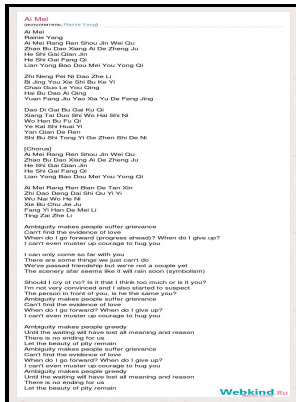 Ai Mei
(исполнитель: Rainie Yang)
Ai Mei
Rainie Yang
Ai Mei Rang Ren Shou Jin Wei Qu
Zhao Bu Dao Xiang Ai De Zheng Ju
He Shi Gai Qian Jin
He Shi Gai Fang Qi
Lian Yong Bao Dou Mei You Yong Qi

Zhi Neng Pei Ni Dao Zhe Li
Bi Jing You Xie Shi Bu Ke Yi
Chao Guo Le You Qing
Hai Bu Dao Ai Qing
Yuan Fang Jiu Yao Xia Yu De Feng Jing

Dao Di Gai Bu Gai Ku Qi
Xiang Tai Duo Shi Wo Hai Shi Ni
Wo Hen Bu Fu Qi
Ye Kai Shi Huai Yi
Yan Qian De Ren
Shi Bu Shi Tong Yi Ge Zhen Shi De Ni

[Chorus]
Ai Mei Rang Ren Shou Jin Wei Qu
Zhao Bu Dao Xiang Ai De Zheng Ju
He Shi Gai Qian Jin
He Shi Gai Fang Qi
Lian Yong Bao Dou Mei You Yong Qi

Ai Mei Rang Ren Bian De Tan Xin
Zhi Dao Deng Dai Shi Qu Yi Yi
Wu Nai Wo He Ni
Xie Bu Chu Jie Ju
Fang Yi Han De Mei Li
Ting Zai Zhe Li

Ambiguity makes people suffer grievance
Can't find the evidence of love
When do I go forward (progress ahead)? When do I give up?
I can't even muster up courage to hug you

I can only come so far with you
There are some things we just can't do
We've passed friendship but we're not a couple yet
The scenery afar seems like it will rain soon (symbolism)

Should I cry or no? Is it that I think too much or is it you?
I'm not very convinced and I also started to suspect
The person in front of you, is he the same you?
Ambiguity makes people suffer grievance
Can't find the evidence of love
When do I go forward? When do I give up?
I can't even muster up courage to hug you

Ambiguity makes people greedy
Until the waiting will have lost all meaning and reason
There is no ending for us
Let the beauty of pity remain
Ambiguity makes people suffer grievance
Can't find the evidence of love
When do I go forward? When do I give up?
I can't even muster up courage to hug you
Ambiguity makes people greedy
Until the waiting will have lost all meaning and reason
There is no ending for us
Let the beauty of pity remain
Webkind.Ru